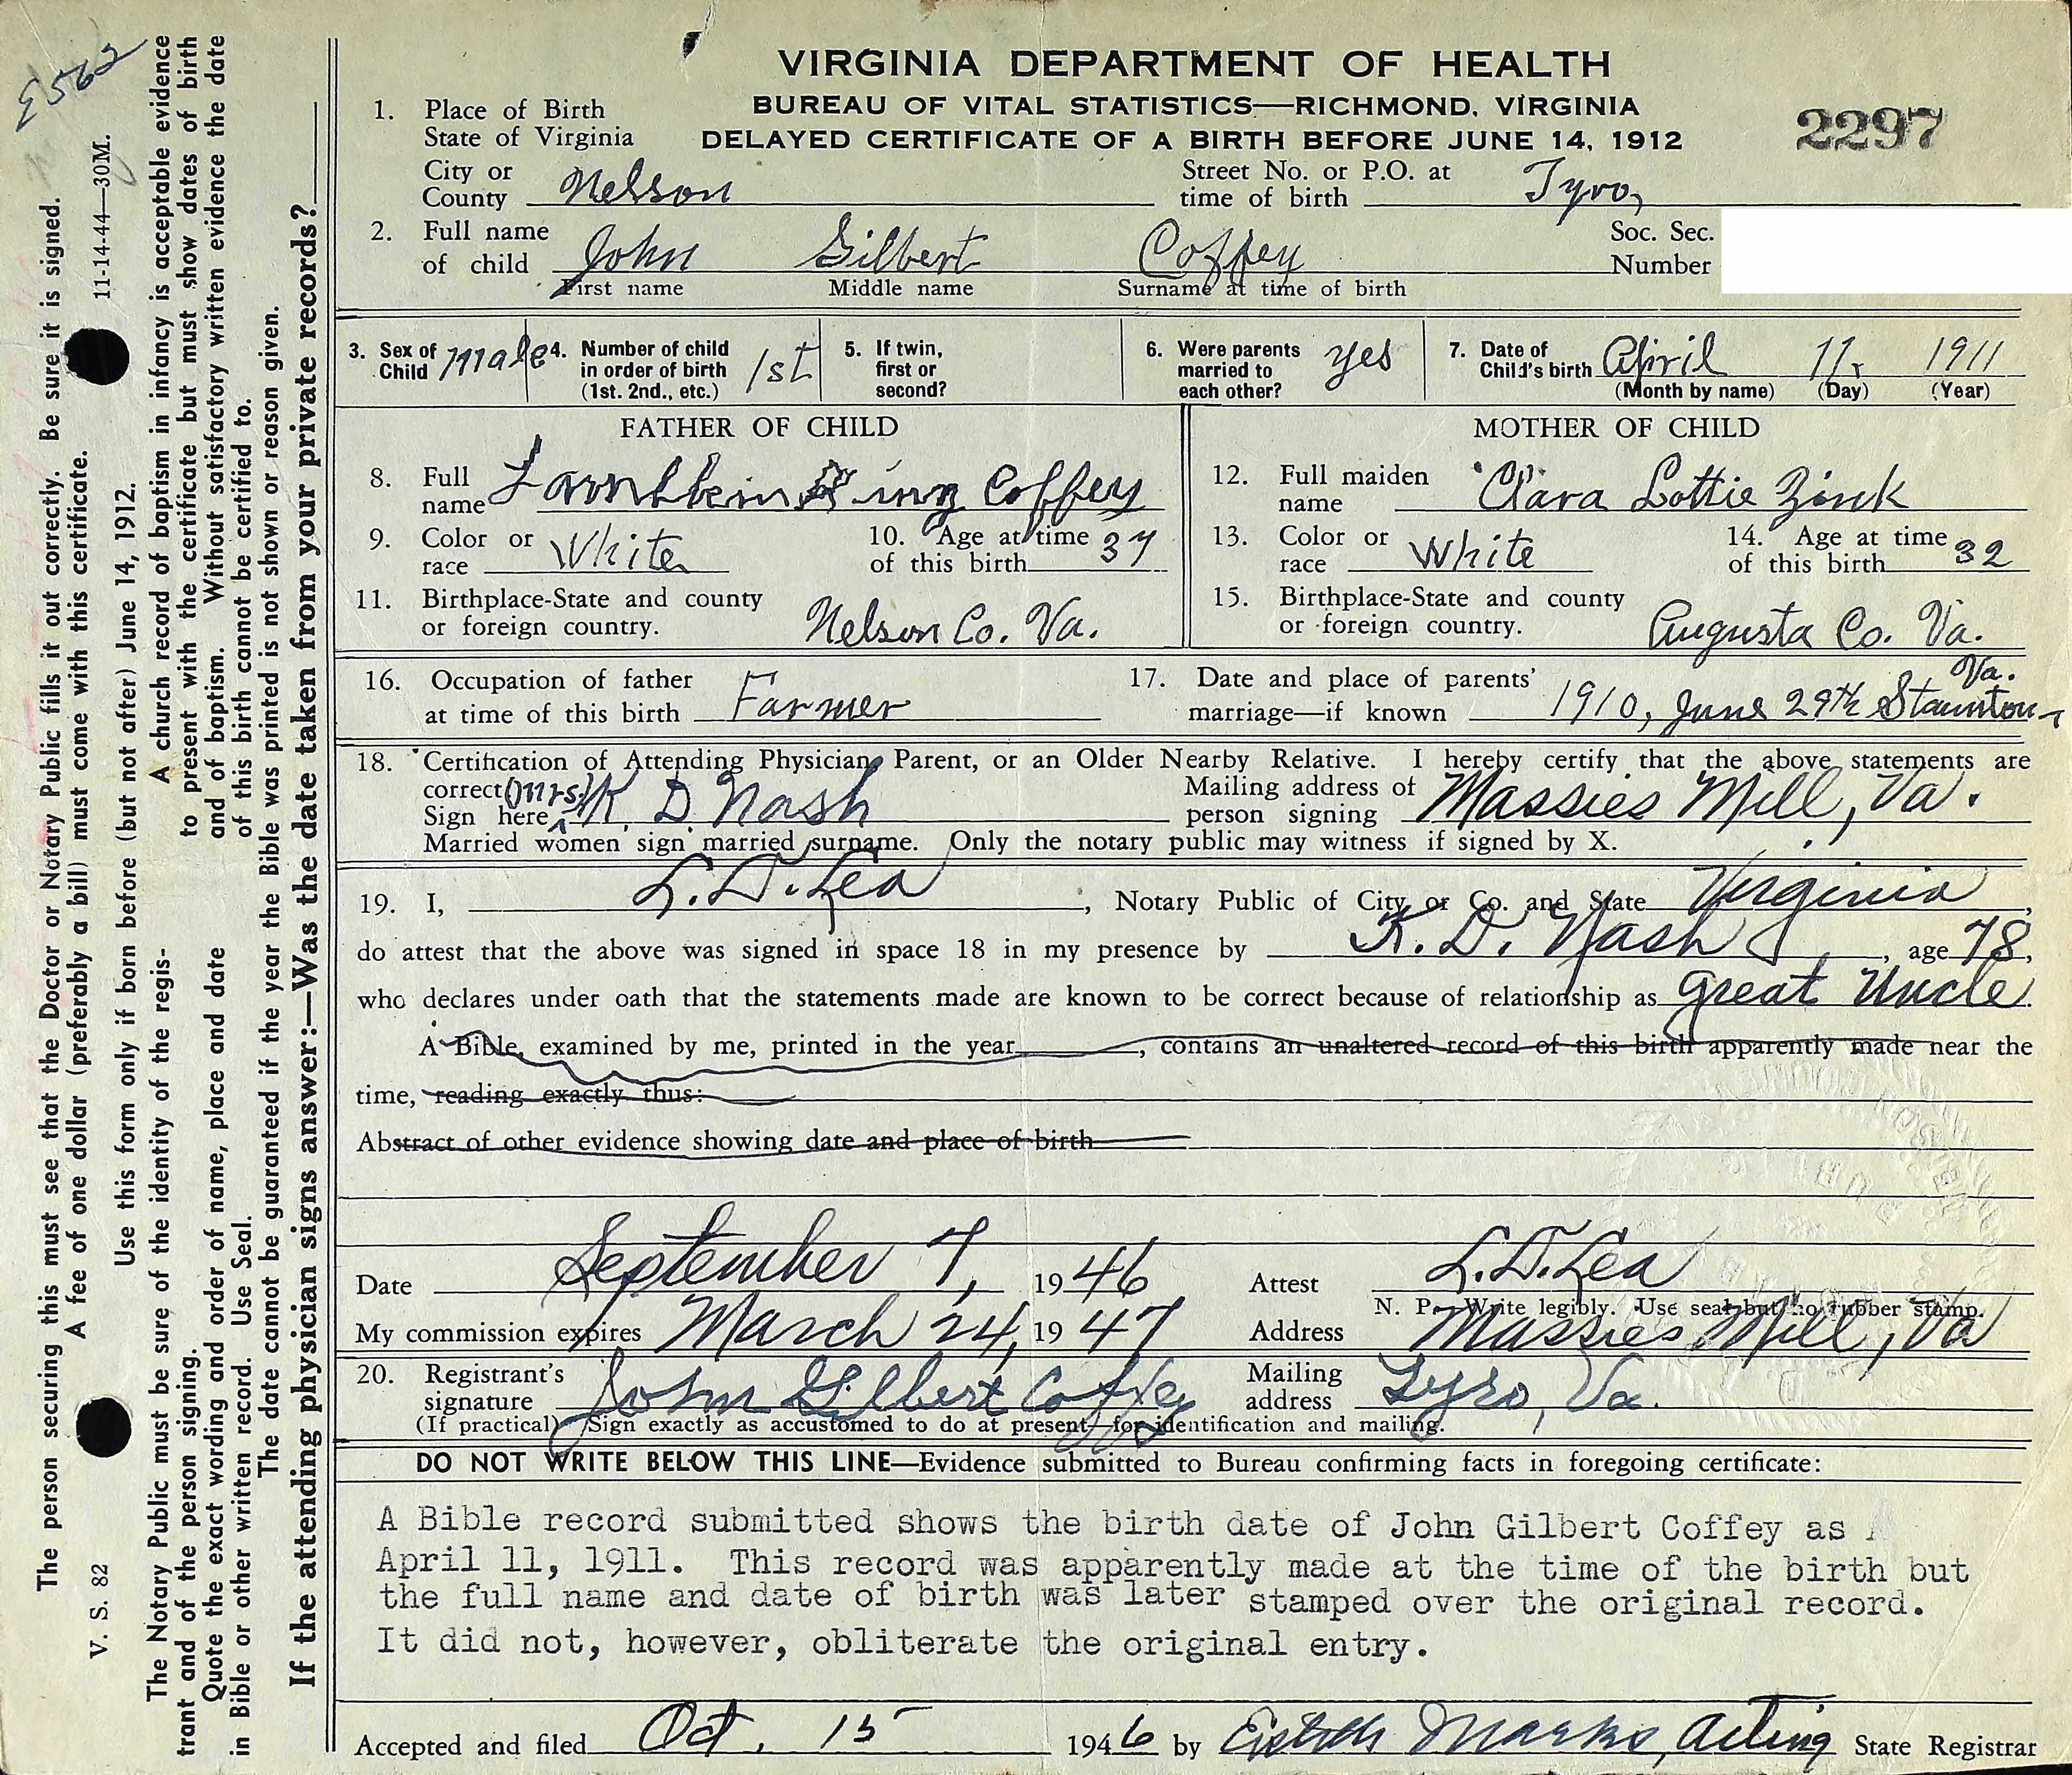 VIRGINIA DEPARTMENT OF HEALTH
BUREAU OF VITAL STATISTICS—RICHMOND, VIRGINIA
DELAYED CERTIFICATE OF A BIRTH BEFORE JUNE 14, 1912
2297
1. Place of Birth
State of Virginia
City or County Nelson Street No. or P.O. at time of birth Tyro,
2. Full name of child John Gilbert Coffey Soc. Sec. Number
First name Middle name Surname at time of birth
3. Sex of Child male 4. Number of child in order of birth (1st. 2nd., etc.) 1st 5. If twin, first or second? 6. Were parents married to each other? yes 7. Date of Child's birth April 11, 1911
(Month by name) (Day) (Year)
FATHER OF CHILD MOTHER OF CHILD
8. Full name Coffey 12. Full maiden name Clara Lottie Zink
9. Color or race White 10. Age at time of this birth 37 13. Color or race White 14. Age at time of this birth 32
11. Birthplace-State and county or foreign country. Nelson Co. Va. 15. Birthplace-State and county or foreign country. Augusta Co. Va.
16. Occupation of father at time of this birth Farmer 17. Date and place of parents' marriage—if known 1910, June 29th Staunton Va.
18. Certification of Attending Physician, Parent, or an Older Nearby Relative. I hereby certify that the above statements are
correct (Mrs.) K. D. Nash Mailing address of person signing Massies Mill, Va.
Sign here
Married women sign married surname. Only the notary public may witness if signed by X.
19. I, L. D. Lea, Notary Public of City or Co. and State Virginia,
do attest that the above was signed in space 18 in my presence by K. D. Nash, age 78,
who declares under oath that the statements made are known to be correct because of relationship as Great Uncle.
A Bible, examined by me, printed in the year , contains an unaltered record of this birth apparently made near the
time, reading exactly thus:
Abstract of other evidence showing date and place of birth
Date September 7, 1946 Attest L. D. Lea
N. P. Write legibly. Use seal but no rubber stamp.
My commission expires March 24, 1947 Address Massies Mill, Va
20. Registrant's signature John Gilbert Coffey Mailing address Tyro, Va.
(If practical) Sign exactly as accustomed to do at present—for identification and mailing.
DO NOT WRITE BELOW THIS LINE—Evidence submitted to Bureau confirming facts in foregoing certificate:
A Bible record submitted shows the birth date of John Gilbert Coffey as
April 11, 1911. This record was apparently made at the time of the birth but
the full name and date of birth was later stamped over the original record.
It did not, however, obliterate the original entry.
Accepted and filed Oct. 15 1946 by Marks, Acting State Registrar
E562
The person securing this must see that the Doctor or Notary Public fills it out correctly. Be sure it is signed.
A fee of one dollar (preferably a bill) must come with this certificate.
V. S. 82 11-14-44—30M.
Use this form only if born before (but not after) June 14, 1912.
The Notary Public must be sure of the identity of the regis-
trant and of the person signing.
Quote the exact wording and order of name, place and date
in Bible or other written record. Use Seal.
A church record of baptism in infancy is acceptable evidence
to present with the certificate but must show dates of birth
and of baptism. Without satisfactory written evidence the date
of this birth cannot be certified to.
The date cannot be guaranteed if the year the Bible was printed is not shown or reason given.
If the attending physician signs answer:—Was the date taken from your private records?